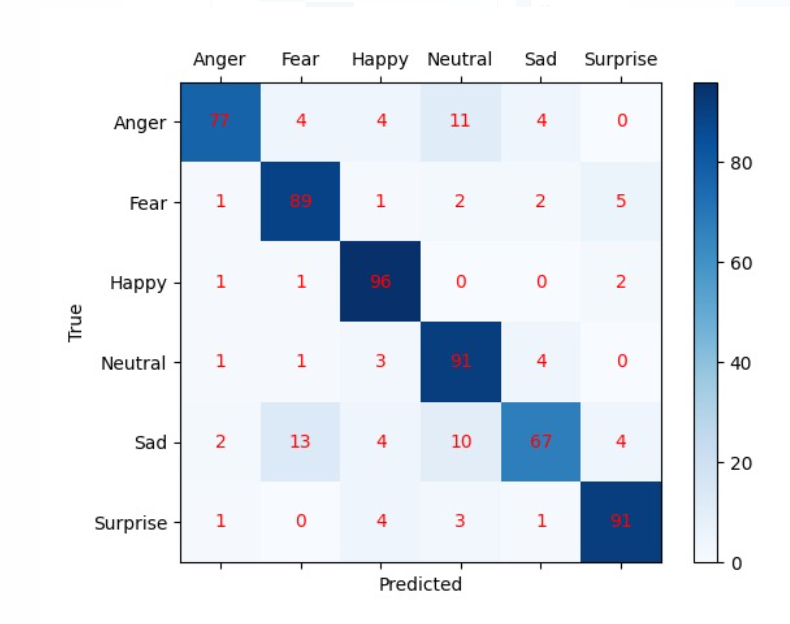 Anger Fear Happy Neutral Sad Surprise
Anger 77 4 4 11 4 0
Fear 1 89 1 2 2 5
Happy 1 1 96 0 0 2
Neutral 1 1 3 91 4 0
Sad 2 13 4 10 67 4
Surprise 1 0 4 3 1 91
True
Predicted
80
60
40
20
0